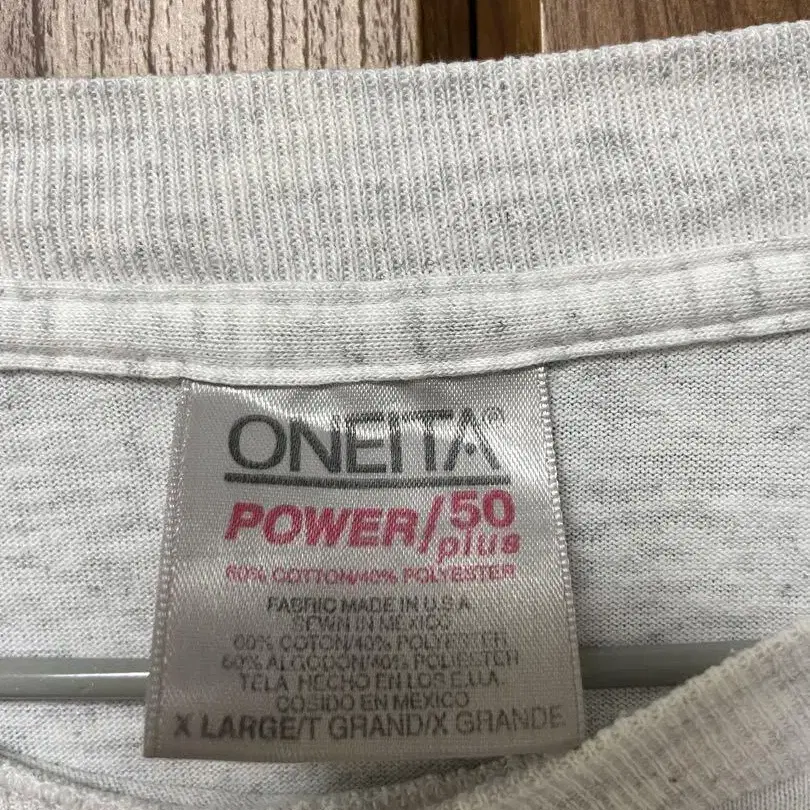 ONEITA®
POWER/50 plus
60% COTTON/40% POLYESTER
FABRIC MADE IN U.S.A
SEWN IN MEXICO
60% COTON/40% POLYESTER
60% ALGODON/40% POLIESTER
TELA HECHO EN LOS E.U.A.
COSIDO EN MEXICO
X LARGE/T GRAND/X GRANDE